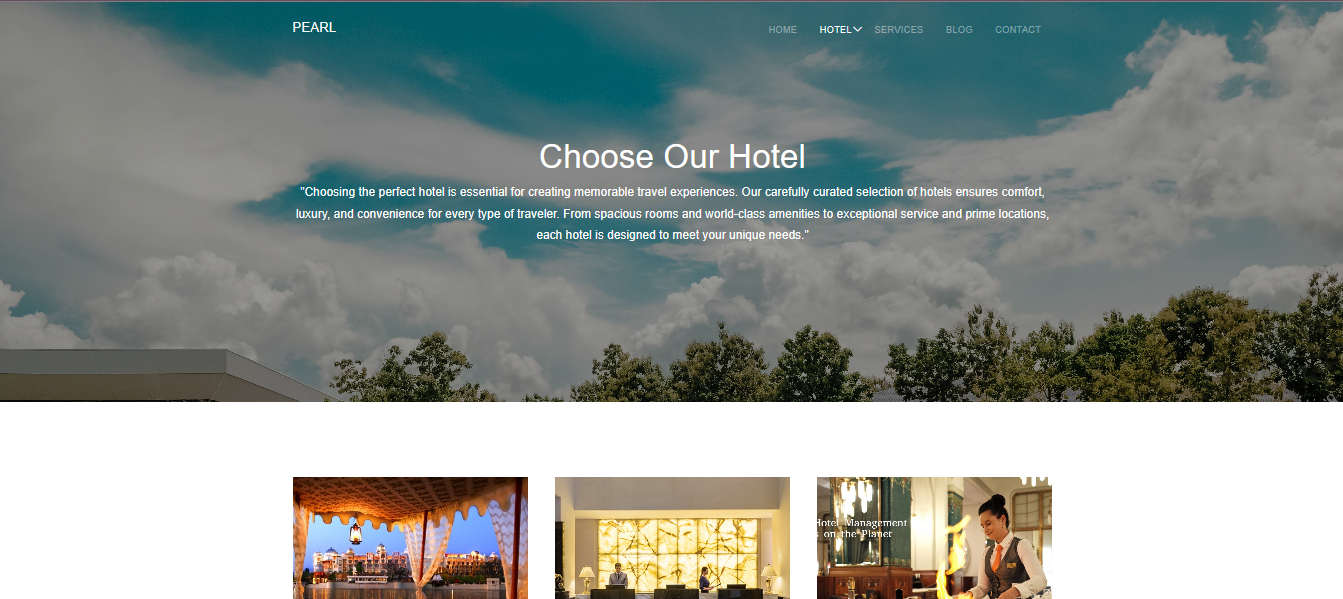 PEARL
HOME HOTEL SERVICES BLOG CONTACT
Choose Our Hotel
"Choosing the perfect hotel is essential for creating memorable travel experiences. Our carefully curated selection of hotels ensures comfort,
luxury, and convenience for every type of traveler. From spacious rooms and world-class amenities to exceptional service and prime locations,
each hotel is designed to meet your unique needs."
Hotel Management
s on the Planet